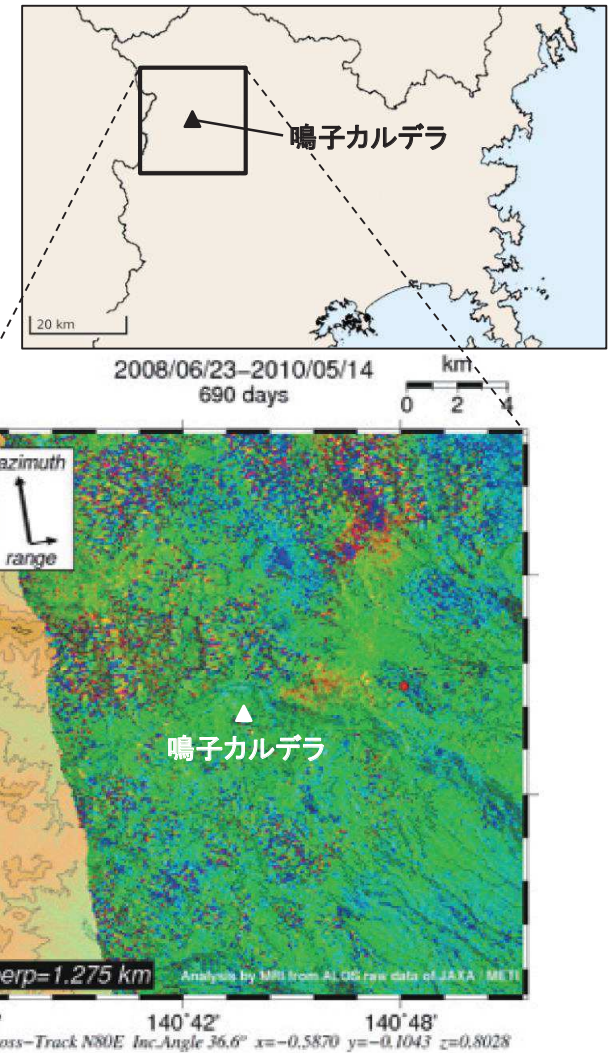 鳴子カルデラ
20 km
2008/06/23−2010/05/14
690 days
km
0 2 4
azimuth
range
鳴子カルデラ
erp=1.275 km
Analysis by MRI from ALOS raw data of JAXA / METI
140°42' 140°48'
oss−Track N80E Inc.Angle 36.6° x=−0.5870 y=−0.1043 z=0.8028